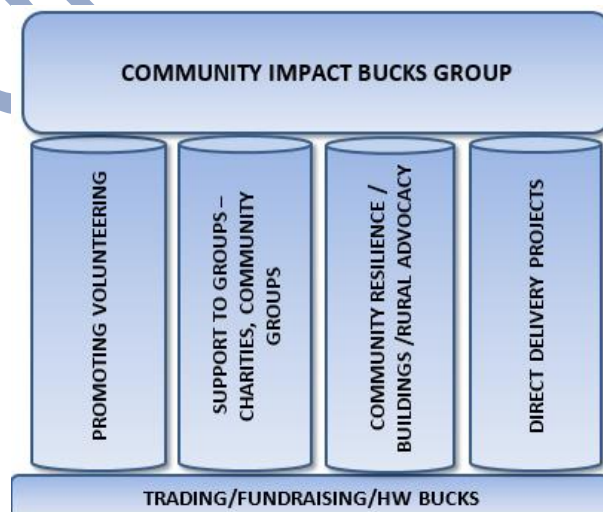 COMMUNITY IMPACT BUCKS GROUP
PROMOTING VOLUNTEERING
SUPPORT TO GROUPS –
CHARITIES, COMMUNITY
GROUPS
COMMUNITY RESILIENCE /
BUILDINGS /RURAL ADVOCACY
DIRECT DELIVERY PROJECTS
TRADING/FUNDRAISING/HW BUCKS